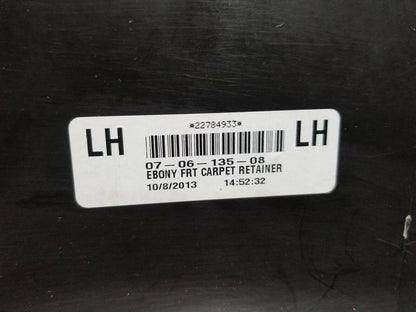 *22784933*
LH LH
07-06-135-08
EBONY FRT CARPET RETAINER
10/8/2013 14:52:32